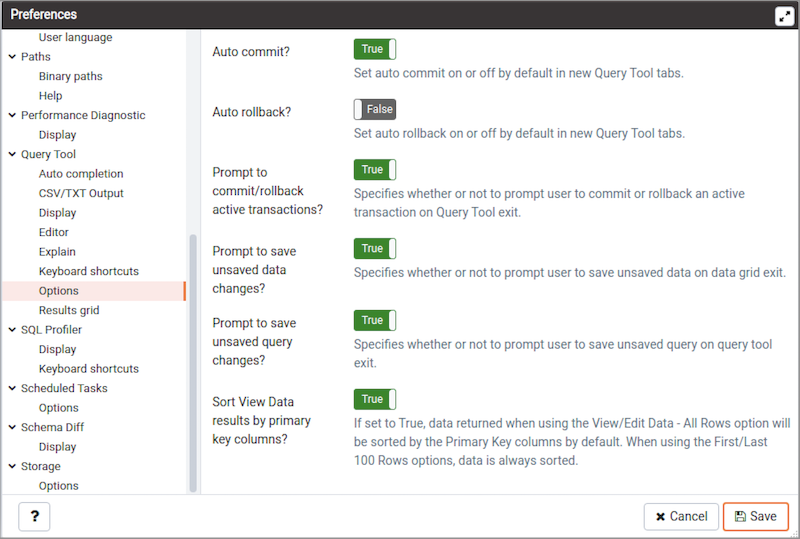 Preferences
User language
Paths
Binary paths
Help
Performance Diagnostic
Display
Query Tool
Auto completion
CSV/TXT Output
Display
Editor
Explain
Keyboard shortcuts
Options
Results grid
SQL Profiler
Display
Keyboard shortcuts
Scheduled Tasks
Options
Schema Diff
Display
Storage
Options
Auto commit?
True
Set auto commit on or off by default in new Query Tool tabs.
Auto rollback?
False
Set auto rollback on or off by default in new Query Tool tabs.
Prompt to
commit/rollback
active transactions?
True
Specifies whether or not to prompt user to commit or rollback an active
transaction on Query Tool exit.
Prompt to save
unsaved data
changes?
True
Specifies whether or not to prompt user to save unsaved data on data grid exit.
Prompt to save
unsaved query
changes?
True
Specifies whether or not to prompt user to save unsaved query on query tool
exit.
Sort View Data
results by primary
key columns?
True
If set to True, data returned when using the View/Edit Data - All Rows option will
be sorted by the Primary Key columns by default. When using the First/Last
100 Rows options, data is always sorted.
?
Cancel
Save